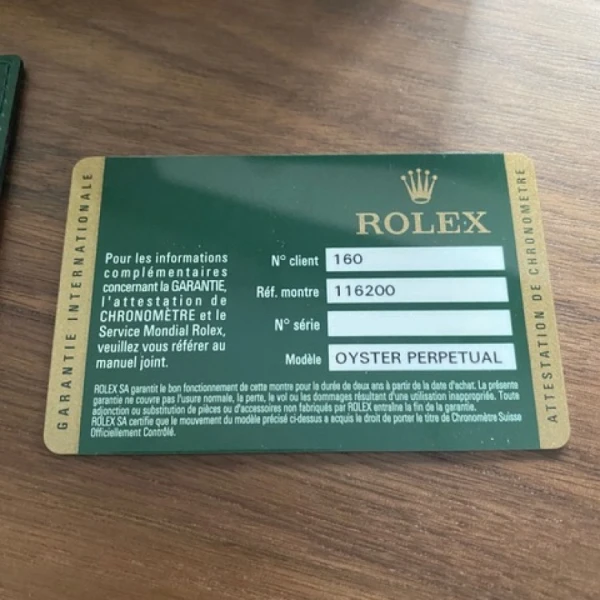 GARANTIE INTERNATIONALE
ROLEX
Pour les informations
complémentaires
concernant la GARANTIE,
l'attestation de
CHRONOMÈTRE et le
Service Mondial Rolex,
veuillez vous référer au
manuel joint.
N° client 160
Réf. montre 116200
N° série
Modèle OYSTER PERPETUAL
ROLEX SA garantit le bon fonctionnement de cette montre pour la durée de deux ans à partir de la date d'achat. La présente
garantie ne couvre pas l'usure normale, la perte, le vol ou les dommages résultant d'une utilisation inappropriée. Toute
adjonction ou substitution de pièces ou d'accessoires non fabriqués par ROLEX entraîne la fin de la garantie.
ROLEX SA certifie que le mouvement du modèle précisé ci-dessus a acquis le droit de porter le titre de Chronomètre Suisse
Officiellement Contrôlé.
ATTESTATION DE CHRONOMETRE